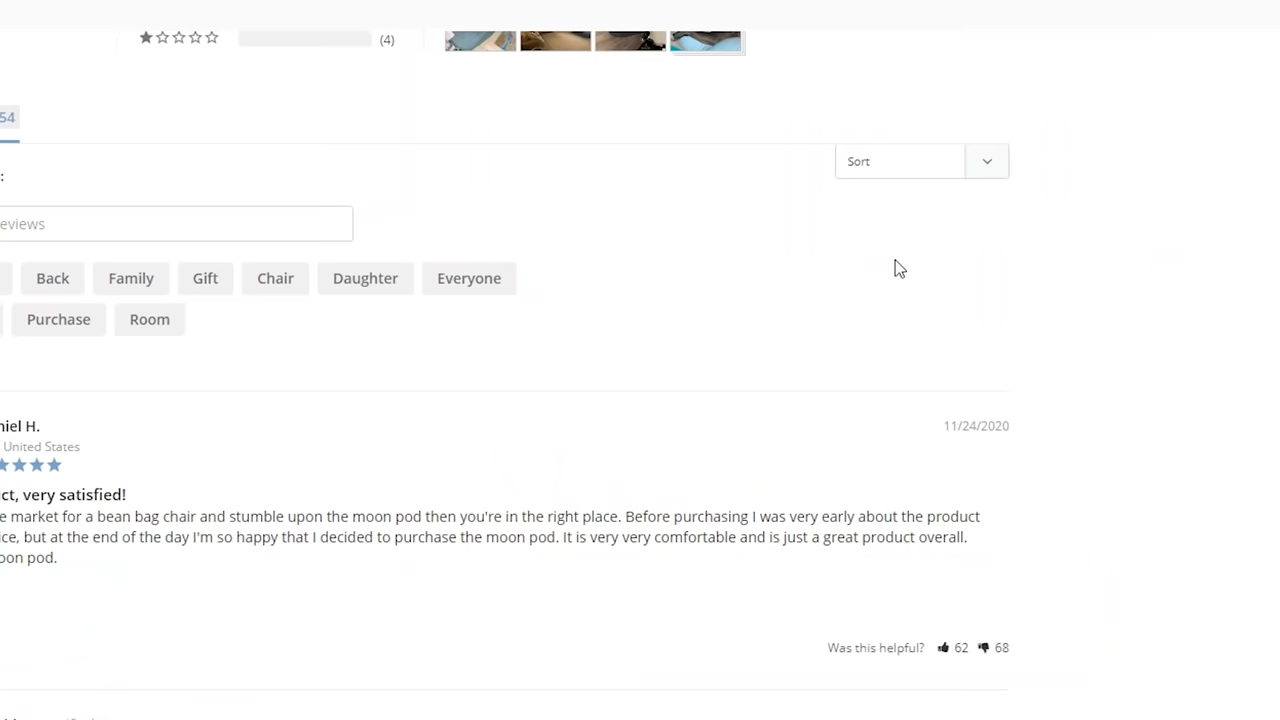 (4)
54
Sort
:
eviews
Back Family Gift Chair Daughter Everyone
Purchase Room
niel H.
11/24/2020
United States
ct, very satisfied!
e market for a bean bag chair and stumble upon the moon pod then you're in the right place. Before purchasing I was very early about the product
ice, but at the end of the day I'm so happy that I decided to purchase the moon pod. It is very very comfortable and is just a great product overall.
oon pod.
Was this helpful? 62 68